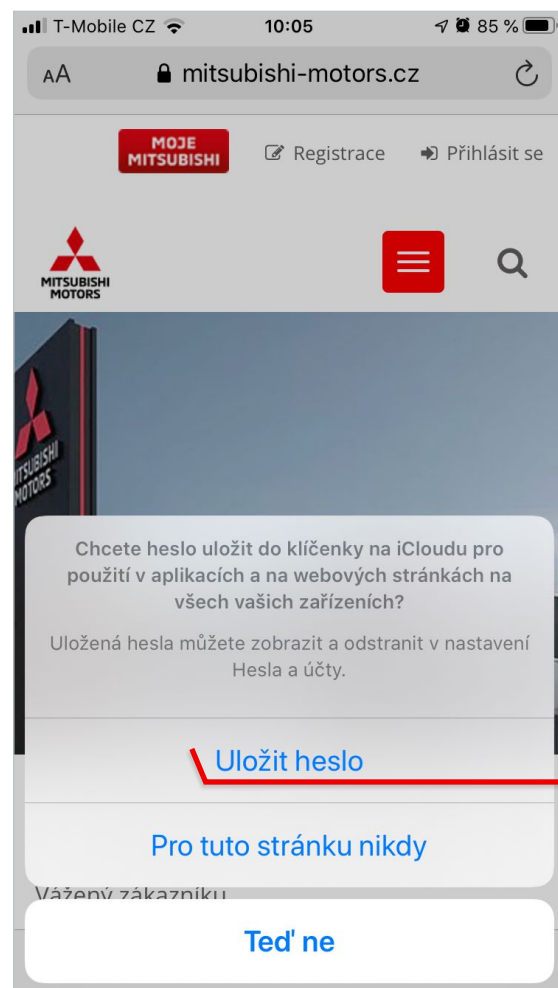 T-Mobile CZ 10:05 85 %
AA mitsubishi-motors.cz
MOJE
MITSUBISHI
Registrace Přihlásit se
MITSUBISHI
MOTORS
MITSUBISHI
MOTORS
Chcete heslo uložit do klíčenky na iCloudu pro
použití v aplikacích a na webových stránkách na
všech vašich zařízeních?
Uložená hesla můžete zobrazit a odstranit v nastavení
Hesla a účty.
Uložit heslo
Pro tuto stránku nikdy
Vážený zákazníku
Teď ne